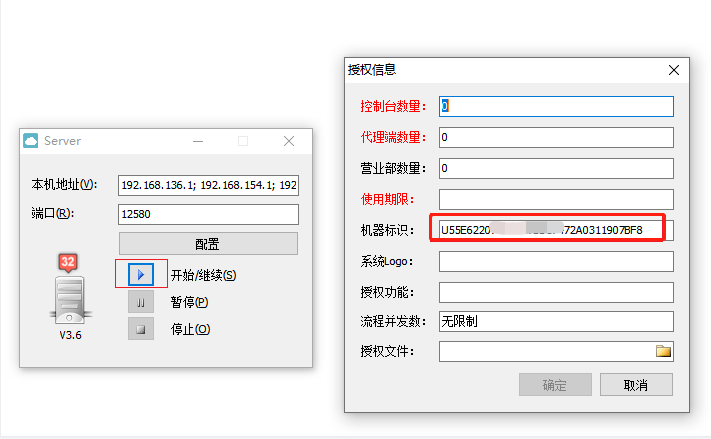 Server
本机地址(V):
192.168.136.1; 192.168.154.1; 192
端口(R):
12580
配置
32
开始/继续(S)
暂停(P)
停止(O)
V3.6
授权信息
控制台数量:
0
代理端数量:
0
营业部数量:
0
使用期限:
机器标识:
U55E6220 472A0311907BF8
系统Logo:
授权功能:
流程并发数:
无限制
授权文件:
确定
取消